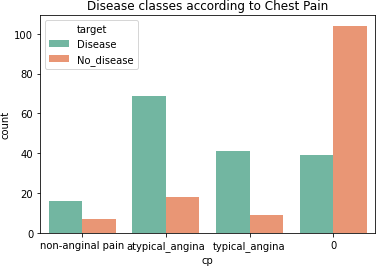 Disease classes according to Chest Pain
target
Disease
No_disease
count
100
80
60
40
20
0
non-anginal pain atypical_angina typical_angina 0
cp